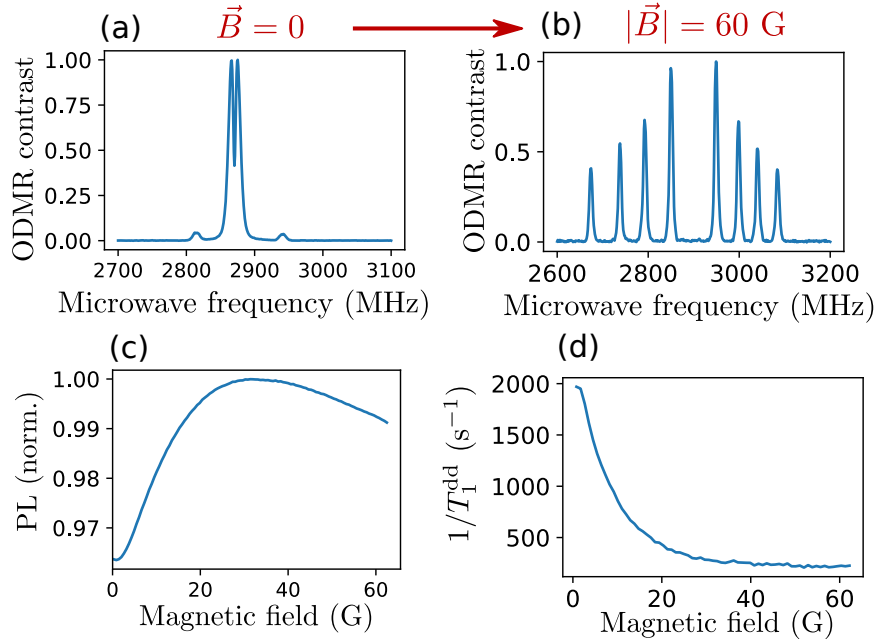 (a) B⃗ = 0 |B⃗| = 60 G (b)
ODMR contrast
1.00
0.75
0.50
0.25
0.00
2700 2800 2900 3000 3100
Microwave frequency (MHz)
ODMR contrast
1.0
0.5
0.0
2600 2800 3000 3200
Microwave frequency (MHz)
(c)
PL (norm.)
1.00
0.99
0.98
0.97
0 20 40 60
Magnetic field (G)
(d)
1/T₁ᵈᵈ (s⁻¹)
2000
1500
1000
500
0 20 40 60
Magnetic field (G)